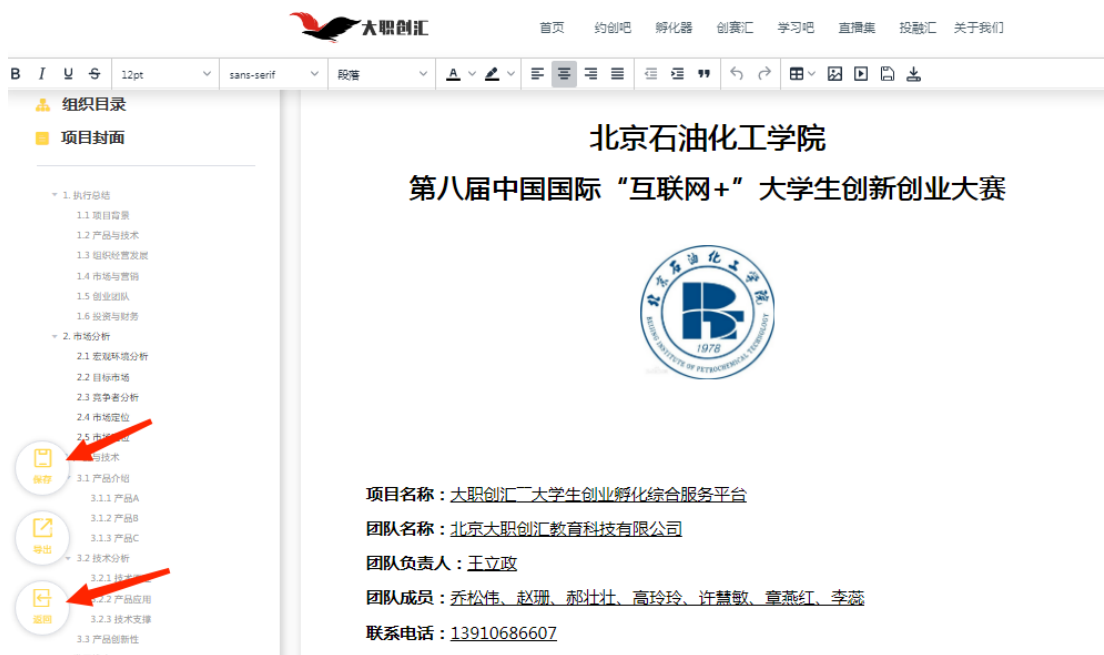 大职创汇
首页 约创吧 孵化器 创赛汇 学习吧 直播集 投融汇 关于我们
B I U S 12pt sans-serif 段落 A
组织目录
项目封面
1. 执行总结
1.1 项目背景
1.2 产品与技术
1.3 组织经营发展
1.4 市场与营销
1.5 创业团队
1.6 投资与财务
2. 市场分析
2.1 宏观环境分析
2.2 目标市场
2.3 竞争者分析
2.4 市场定位
2.5 市
与技术
3.1 产品介绍
3.1.1 产品A
3.1.2 产品B
3.1.3 产品C
3.2 技术分析
3.2.1 技
3.2.2 产品应用
3.2.3 技术支撑
3.3 产品创新性
保存
导出
返回
北京石油化工学院
第八届中国国际“互联网+”大学生创新创业大赛
北京石油化工学院
1978
BEIJING INSTITUTE OF PETROCHEMICAL TECHNOLOGY
项目名称：大职创汇——大学生创业孵化综合服务平台
团队名称：北京大职创汇教育科技有限公司
团队负责人：王立政
团队成员：乔松伟、赵珊、郝壮壮、高玲玲、许慧敏、章燕红、李蕊
联系电话：13910686607